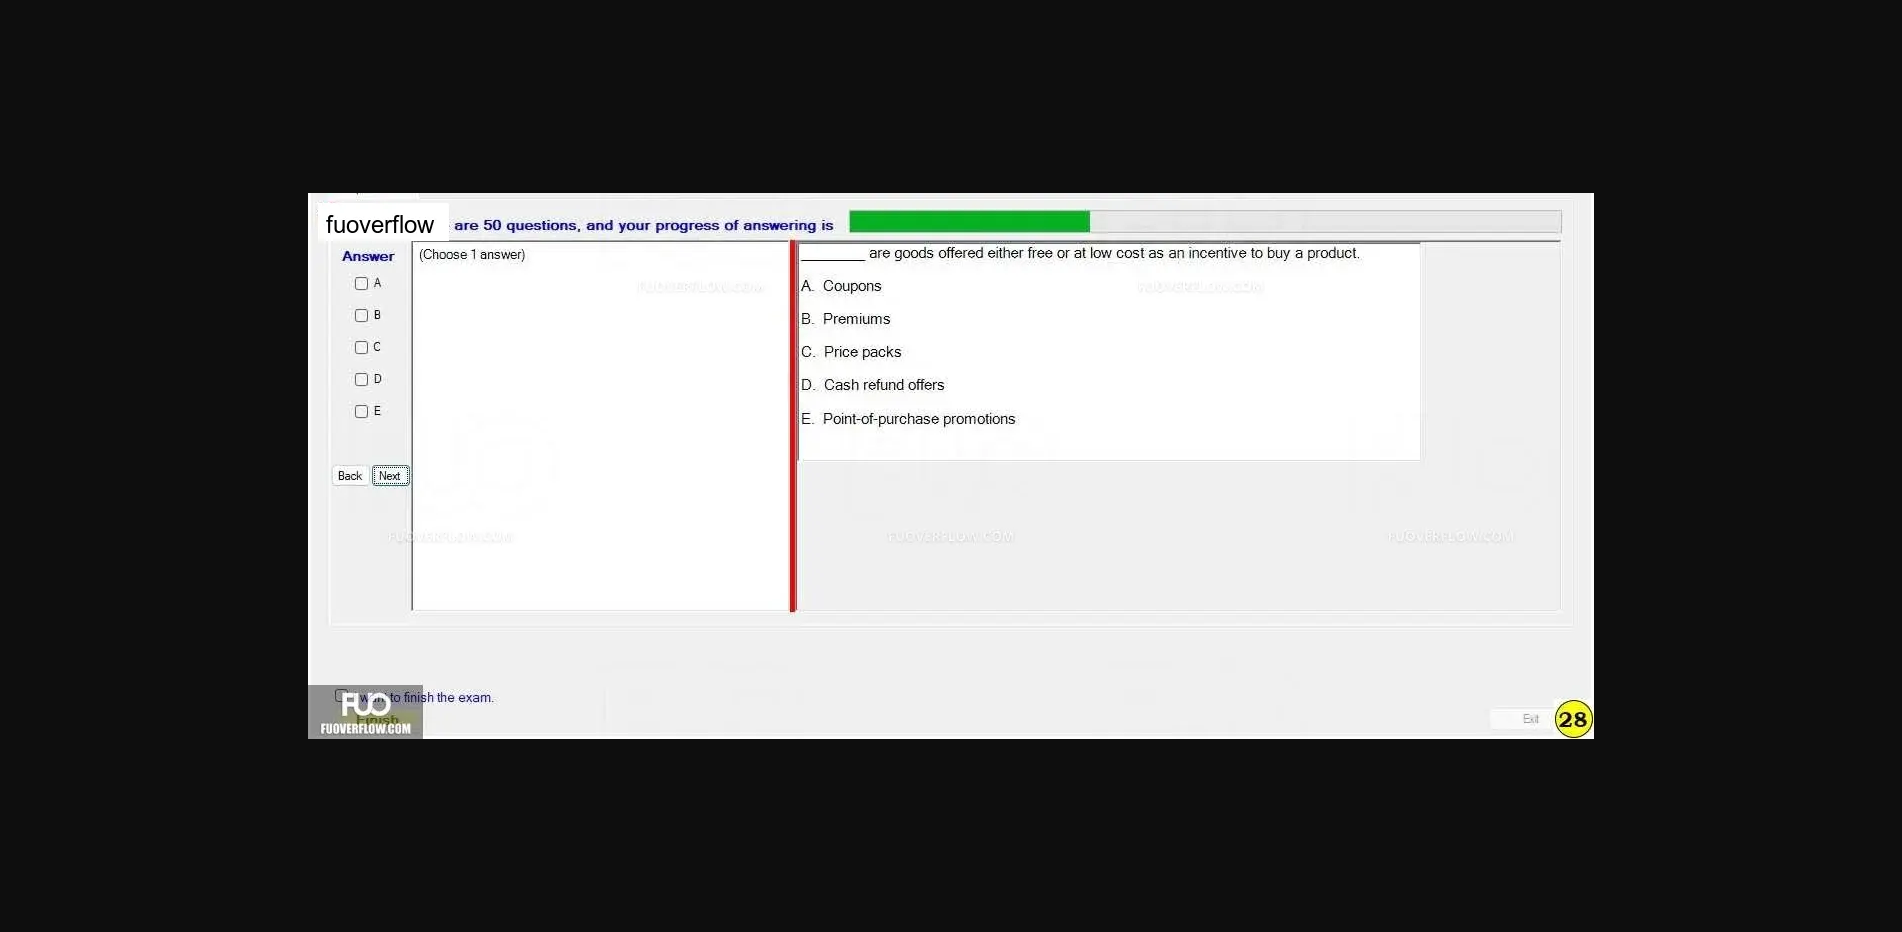 fuoverflow are 50 questions, and your progress of answering is
Answer
(Choose 1 answer)
A
B
C
D
E
Back Next
________ are goods offered either free or at low cost as an incentive to buy a product.
A. Coupons
B. Premiums
C. Price packs
D. Cash refund offers
E. Point-of-purchase promotions
FUOVERFLOW.COM FUOVERFLOW.COM
FUOVERFLOW.COM FUOVERFLOW.COM FUOVERFLOW.COM
want to finish the exam.
Finish
FUO
FUOVERFLOW.COM
Exit 28